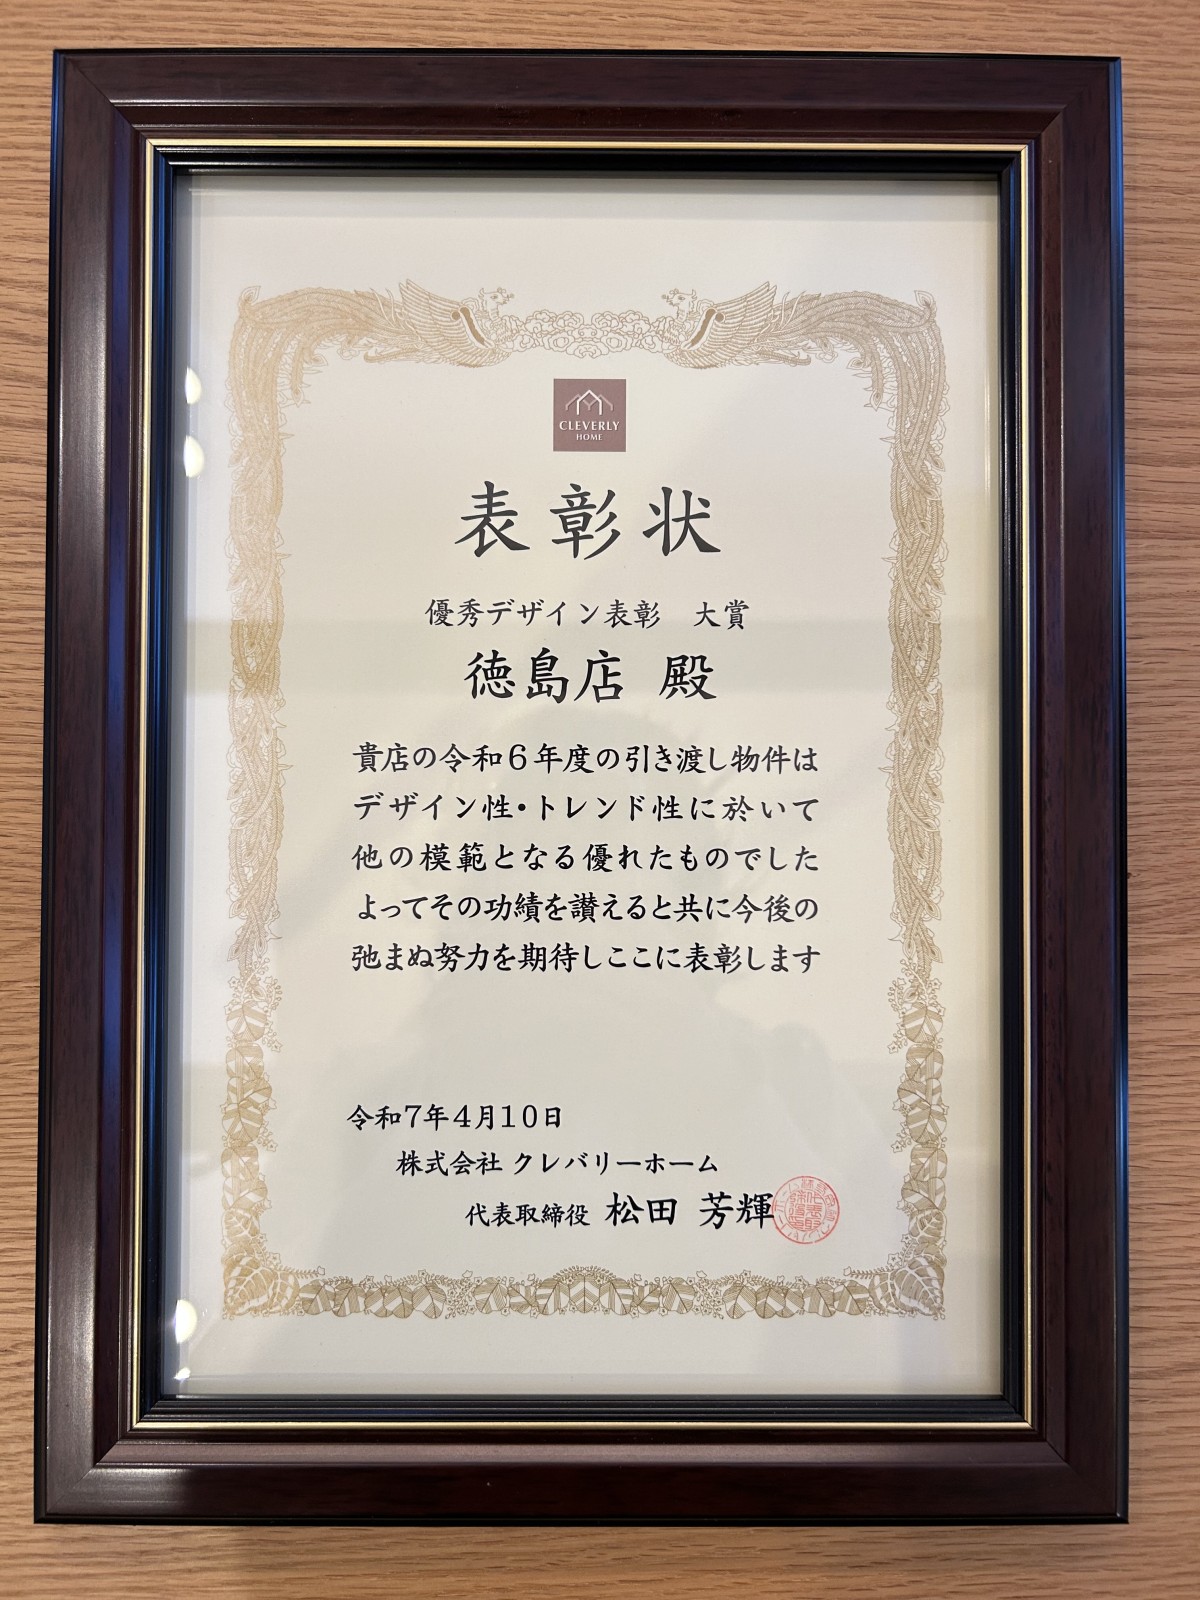 CLEVERLY
HOME
表彰状
優秀デザイン表彰　大賞
徳島店 殿
貴店の令和6年度の引き渡し物件は
デザイン性・トレンド性に於いて
他の模範となる優れたものでした
よってその功績を讃えると共に今後の
弛まぬ努力を期待しここに表彰します
令和7年4月10日
株式会社 クレバリーホーム
代表取締役 松田 芳輝